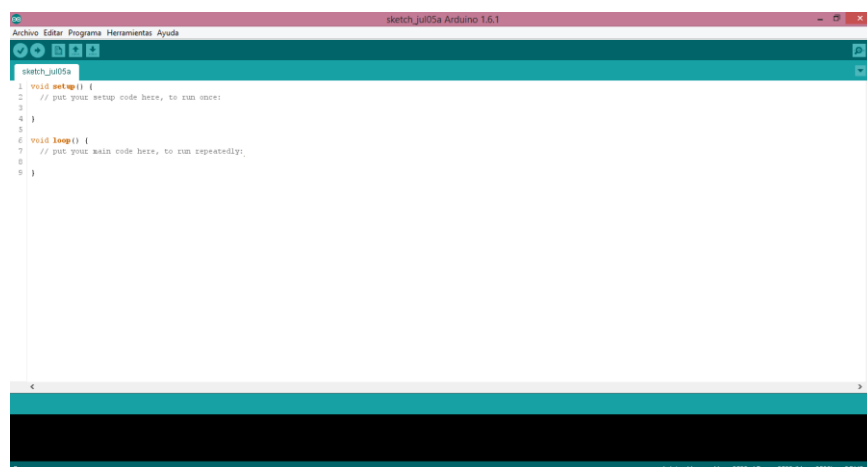 sketch_jul05a Arduino 1.6.1
Archivo Editar Programa Herramientas Ayuda
sketch_jul05a
1 void setup() {
2 // put your setup code here, to run once:
3
4 }
5
6 void loop() {
7 // put your main code here, to run repeatedly:
8
9 }